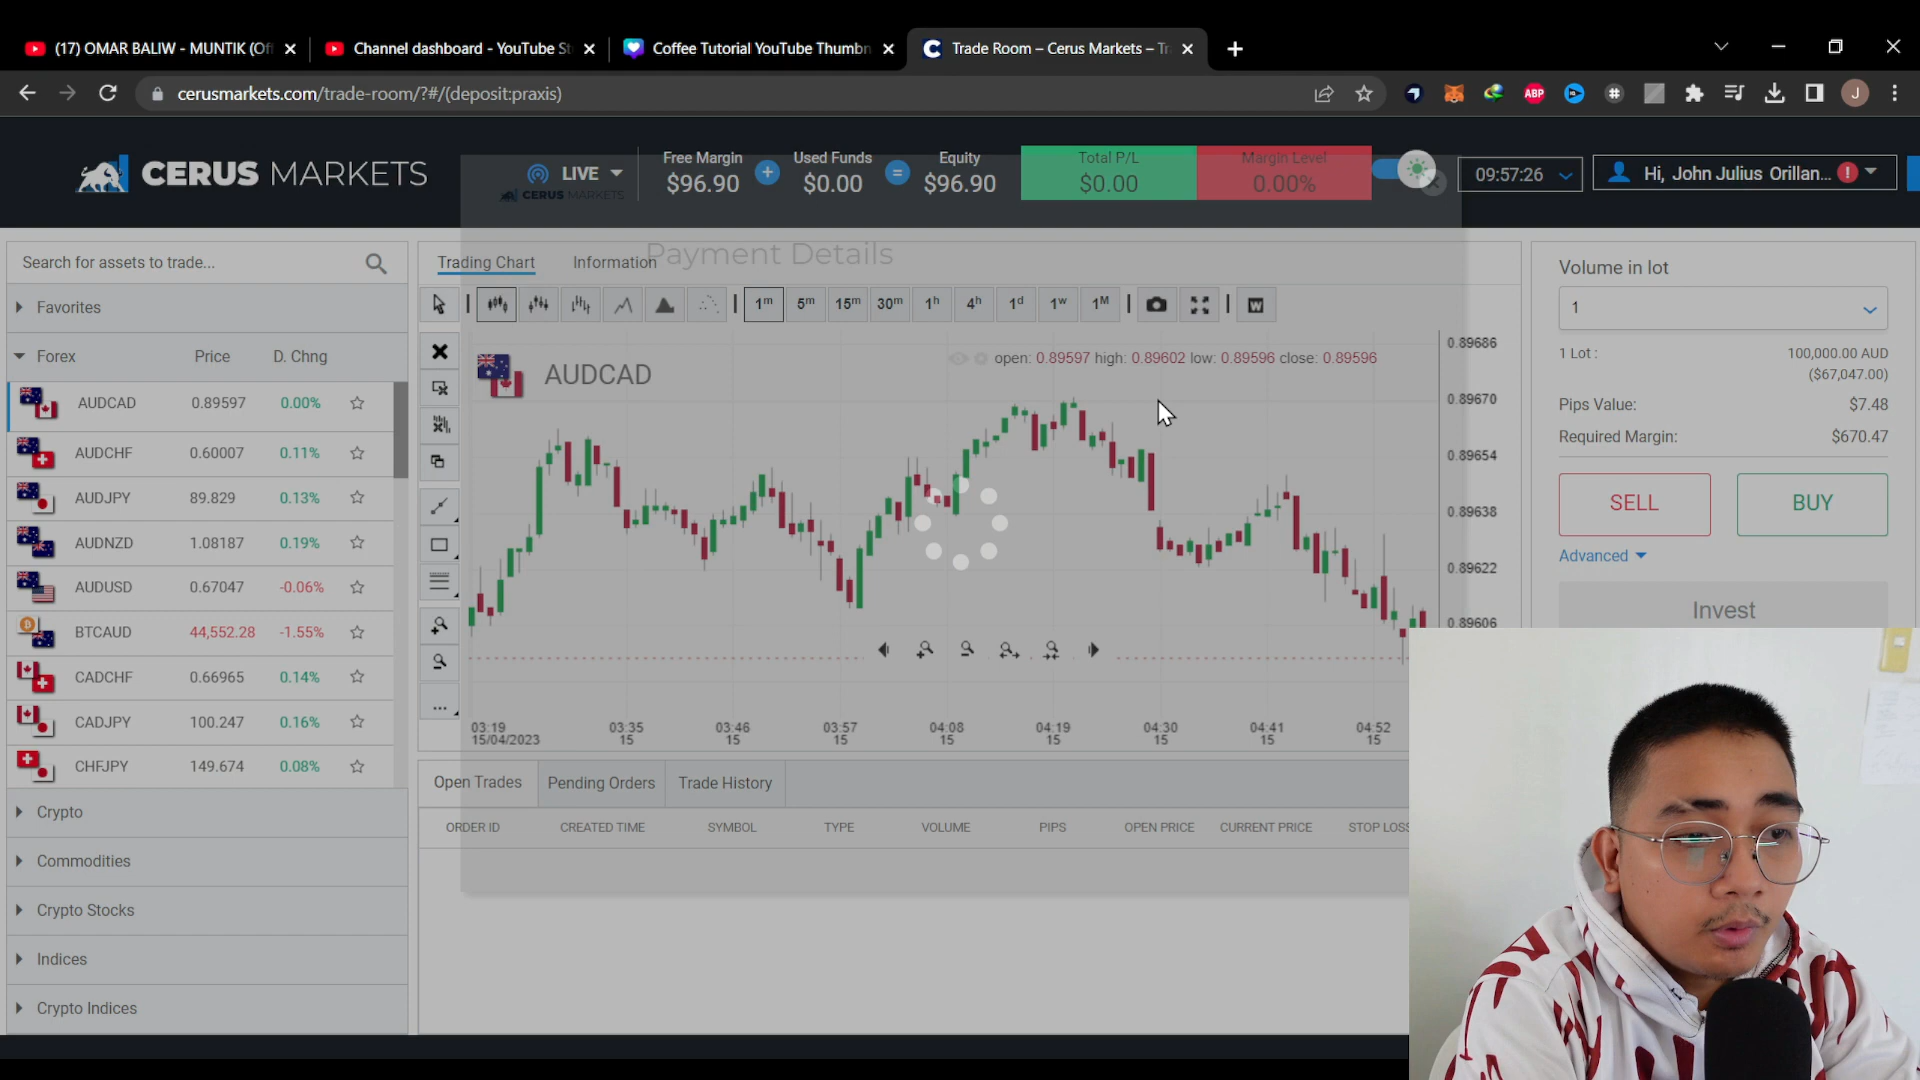 (17) OMAR BALIW - MUNTIK (Of
Channel dashboard - YouTube St
Coffee Tutorial YouTube Thumbn
Trade Room – Cerus Markets – Tr
cerusmarkets.com/trade-room/?#/(deposit:praxis)
ABP
J
CERUS MARKETS
LIVE
CERUS MARKETS
Free Margin
$96.90
Used Funds
$0.00
Equity
$96.90
Total P/L
$0.00
Margin Level
0.00%
09:57:26
Hi, John Julius Orillan...
Search for assets to trade...
Favorites
Forex Price D. Chng
AUDCAD 0.89597 0.00%
AUDCHF 0.60007 0.11%
AUDJPY 89.829 0.13%
AUDNZD 1.08187 0.19%
AUDUSD 0.67047 -0.06%
BTCAUD 44,552.28 -1.55%
CADCHF 0.66965 0.14%
CADJPY 100.247 0.16%
CHFJPY 149.674 0.08%
Crypto
Commodities
Crypto Stocks
Indices
Crypto Indices
Trading Chart Information
Payment Details
1m 5m 15m 30m 1h 4h 1d 1w 1M W
AUDCAD
open: 0.89597 high: 0.89602 low: 0.89596 close: 0.89596
0.89686
0.89670
0.89654
0.89638
0.89622
0.89606
03:19 03:35 03:46 03:57 04:08 04:19 04:30 04:41 04:52
15/04/2023 15 15 15 15 15 15 15 15
Open Trades Pending Orders Trade History
ORDER ID CREATED TIME SYMBOL TYPE VOLUME PIPS OPEN PRICE CURRENT PRICE STOP LOSS
Volume in lot
1
1 Lot : 100,000.00 AUD
($67,047.00)
Pips Value: $7.48
Required Margin: $670.47
SELL BUY
Advanced
Invest